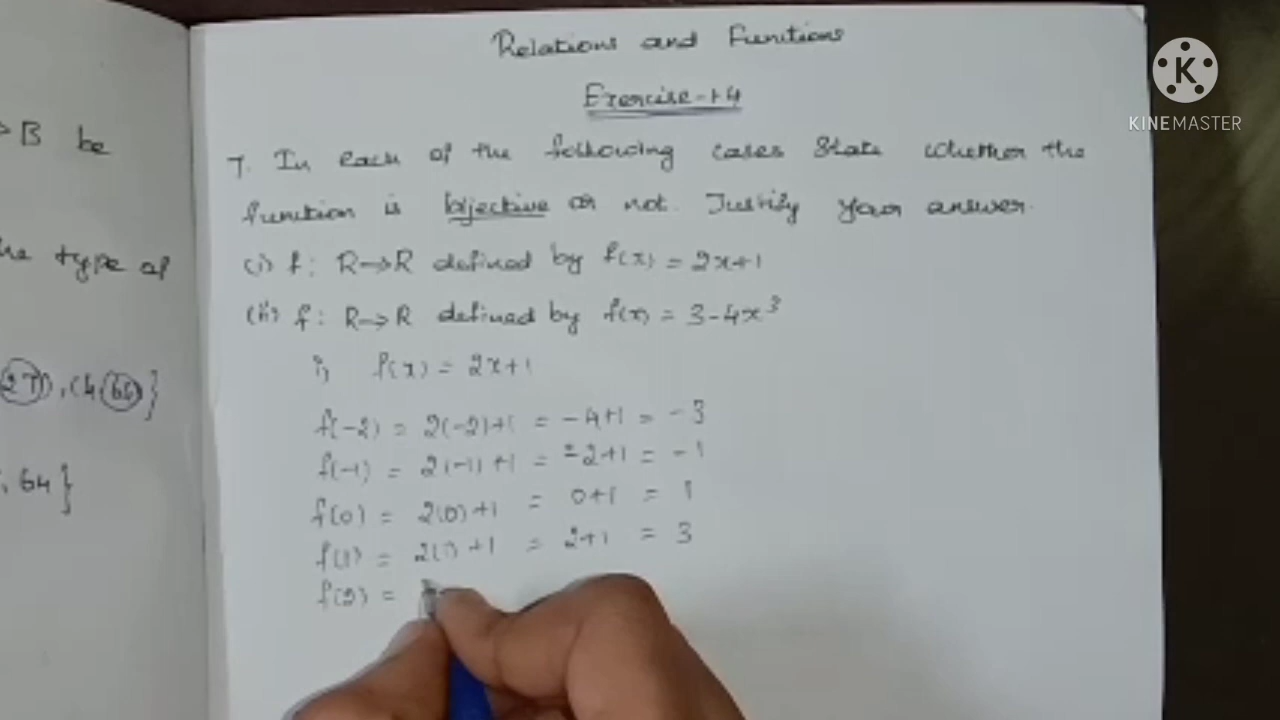 Relations and Functions
Exercise-1.4
7. In each of the following cases state whether the
function is bijective or not. Justify your answer.
(i) f: R→R defined by f(x) = 2x+1
(ii) f: R→R defined by f(x) = 3-4x³
i) f(x) = 2x+1
f(-2) = 2(-2)+1 = -4+1 = -3
f(-1) = 2(-1)+1 = -2+1 = -1
f(0) = 2(0)+1 = 0+1 = 1
f(1) = 2(1)+1 = 2+1 = 3
f(2) =
B be
type of
(4,64)}
, 64}
K
KINEMASTER